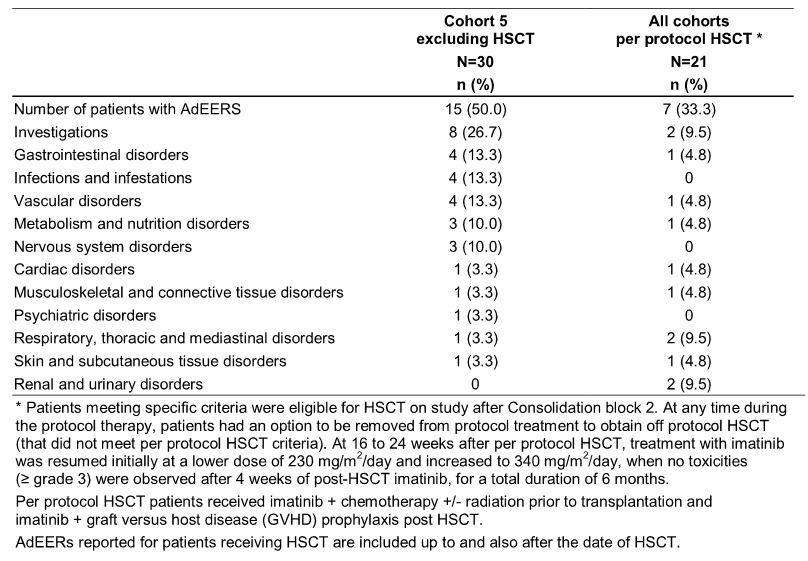 Cohort 5 All cohorts
excluding HSCT per protocol HSCT *
N=30 N=21
n (%) n (%)
Number of patients with AdEERS 15 (50.0) 7 (33.3)
Investigations 8 (26.7) 2 (9.5)
Gastrointestinal disorders 4 (13.3) 1 (4.8)
Infections and infestations 4 (13.3) 0
Vascular disorders 4 (13.3) 1 (4.8)
Metabolism and nutrition disorders 3 (10.0) 1 (4.8)
Nervous system disorders 3 (10.0) 0
Cardiac disorders 1 (3.3) 1 (4.8)
Musculoskeletal and connective tissue disorders 1 (3.3) 1 (4.8)
Psychiatric disorders 1 (3.3) 0
Respiratory, thoracic and mediastinal disorders 1 (3.3) 2 (9.5)
Skin and subcutaneous tissue disorders 1 (3.3) 1 (4.8)
Renal and urinary disorders 0 2 (9.5)
* Patients meeting specific criteria were eligible for HSCT on study after Consolidation block 2. At any time during
the protocol therapy, patients had an option to be removed from protocol treatment to obtain off protocol HSCT
(that did not meet per protocol HSCT criteria). At 16 to 24 weeks after per protocol HSCT, treatment with imatinib
was resumed initially at a lower dose of 230 mg/m²/day and increased to 340 mg/m²/day, when no toxicities
(≥ grade 3) were observed after 4 weeks of post-HSCT imatinib, for a total duration of 6 months.
Per protocol HSCT patients received imatinib + chemotherapy +/- radiation prior to transplantation and
imatinib + graft versus host disease (GVHD) prophylaxis post HSCT.
AdEERs reported for patients receiving HSCT are included up to and also after the date of HSCT.